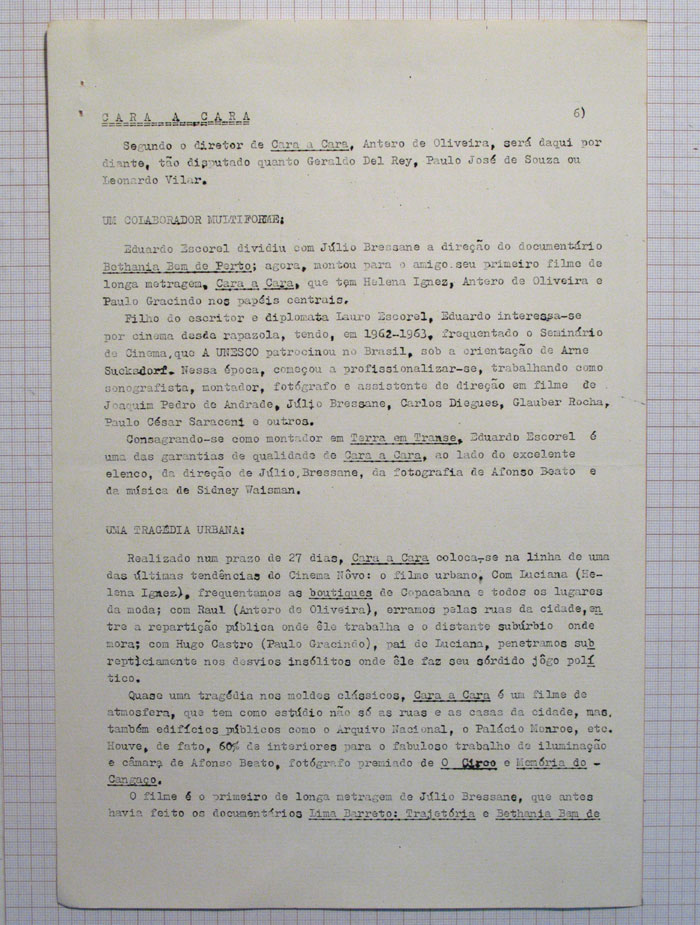 CARA A CARA 6)
Segundo o diretor de Cara a Cara, Antero de Oliveira, será daqui por
diante, tão disputado quanto Geraldo Del Rey, Paulo José de Souza ou
Leonardo Vilar.
UM COLABORADOR MULTIFORME:
Eduardo Escorel dividiu com Júlio Bressane a direção do documentário
Bethania Bem de Perto; agora, montou para o amigo seu primeiro filme de
longa metragem, Cara a Cara, que tem Helena Ignez, Antero de Oliveira e
Paulo Gracindo nos papéis centrais.
Filho do escritor e diplomata Lauro Escorel, Eduardo interessa-se
por cinema desda rapazola, tendo, em 1962-1963, frequentado o Seminário
de Cinema,que A UNESCO patrocinou no Brasil, sob a orientação de Arne
Sucksdorf. Nessa época, começou a profissionalizar-se, trabalhando como
sonografista, montador, fotógrafo e assistente de direção em filme de
Joaquim Pedro de Andrade, Júlio Bressane, Carlos Diegues, Glauber Rocha,
Paulo César Saraceni e outros.
Consagrando-se como montador em Terra em Transe, Eduardo Escorel é
uma das garantias de qualidade de Cara a Cara, ao lado do excelente
elenco, da direção de Júlio Bressane, da fotografia de Afonso Beato e
da música de Sidney Waisman.
UMA TRAGÉDIA URBANA:
Realizado num prazo de 27 dias, Cara a Cara coloca-se na linha de uma
das últimas tendências do Cinema Nôvo: o filme urbano. Com Luciana (He-
lena Ignez), frequentamos as boutiques de Copacabana e todos os lugares
da moda; com Raul (Antero de Oliveira), erramos pelas ruas da cidade,en
tre a repartição pública onde êle trabalha e o distante subúrbio onde
mora; com Hugo Castro (Paulo Gracindo), pai de Luciana, penetramos sub
repticiamente nos desvios insólitos onde êle faz seu sórdido jôgo polí
tico.
Quase uma tragédia nos moldes clássicos, Cara a Cara é um filme de
atmosfera, que tem como estúdio não só as ruas e as casas da cidade, mas,
também edifícios públicos como o Arquivo Nacional, o Palácio Monroe, etc.
Houve, de fato, 60% de interiores para o fabuloso trabalho de iluminação
e câmara de Afonso Beato, fotógrafo premiado de O Circo e Memória do -
Cangaço.
O filme é o primeiro de longa metragem de Júlio Bressane, que antes
havia feito os documentários Lima Barreto: Trajetória e Bethania Bem de